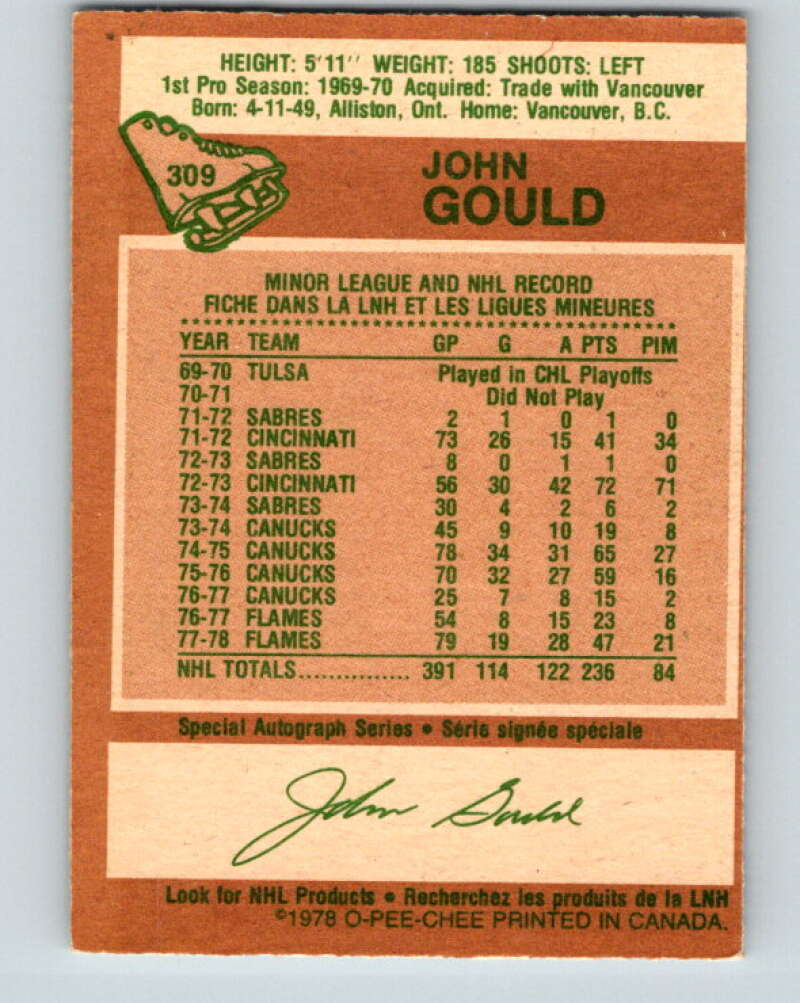 HEIGHT: 5'11'' WEIGHT: 185 SHOOTS: LEFT
1st Pro Season: 1969-70 Acquired: Trade with Vancouver
Born: 4-11-49, Alliston, Ont. Home: Vancouver, B.C.
309
JOHN
GOULD
MINOR LEAGUE AND NHL RECORD
FICHE DANS LA LNH ET LES LIGUES MINEURES
YEAR TEAM GP G A PTS PIM
69-70 TULSA Played in CHL Playoffs
70-71 Did Not Play
71-72 SABRES 2 1 0 1 0
71-72 CINCINNATI 73 26 15 41 34
72-73 SABRES 8 0 1 1 0
72-73 CINCINNATI 56 30 42 72 71
73-74 SABRES 30 4 2 6 2
73-74 CANUCKS 45 9 10 19 8
74-75 CANUCKS 78 34 31 65 27
75-76 CANUCKS 70 32 27 59 16
76-77 CANUCKS 25 7 8 15 2
76-77 FLAMES 54 8 15 23 8
77-78 FLAMES 79 19 28 47 21
NHL TOTALS............... 391 114 122 236 84
Special Autograph Series • Série signée spéciale
John Gould
Look for NHL Products • Recherchez les produits de la LNH
©1978 O-PEE-CHEE PRINTED IN CANADA.